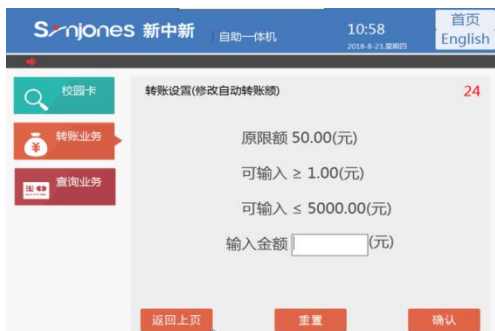 Synjones 新中新 自助一体机 10:58 首页
2018-8-23,星期四 English
校园卡
转账设置(修改自动转账额) 24
转账业务
原限额 50.00(元)
可输入 ≥ 1.00(元)
查询业务
可输入 ≤ 5000.00(元)
输入金额 (元)
返回上页 重置 确认